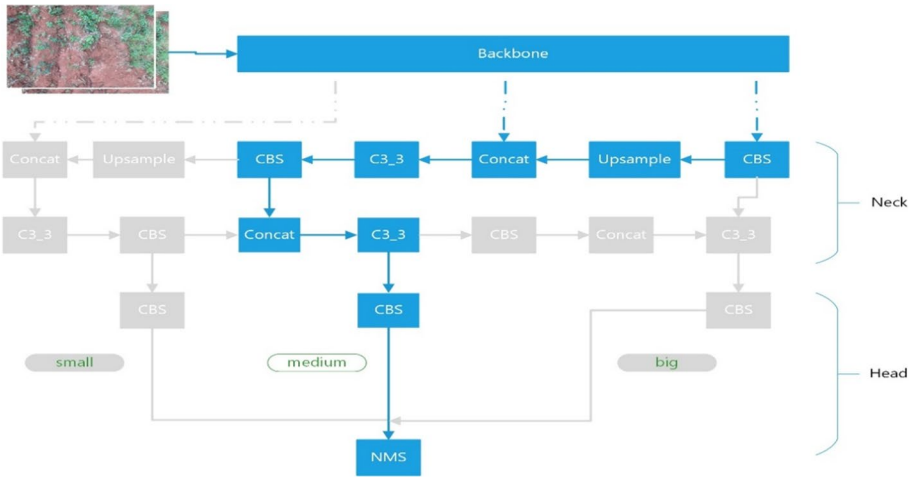 Backbone
Concat
Upsample
CBS
C3_3
Concat
Upsample
CBS
Neck
C3_3
CBS
Concat
C3_3
CBS
Concat
C3_3
CBS
CBS
CBS
small
medium
big
Head
NMS